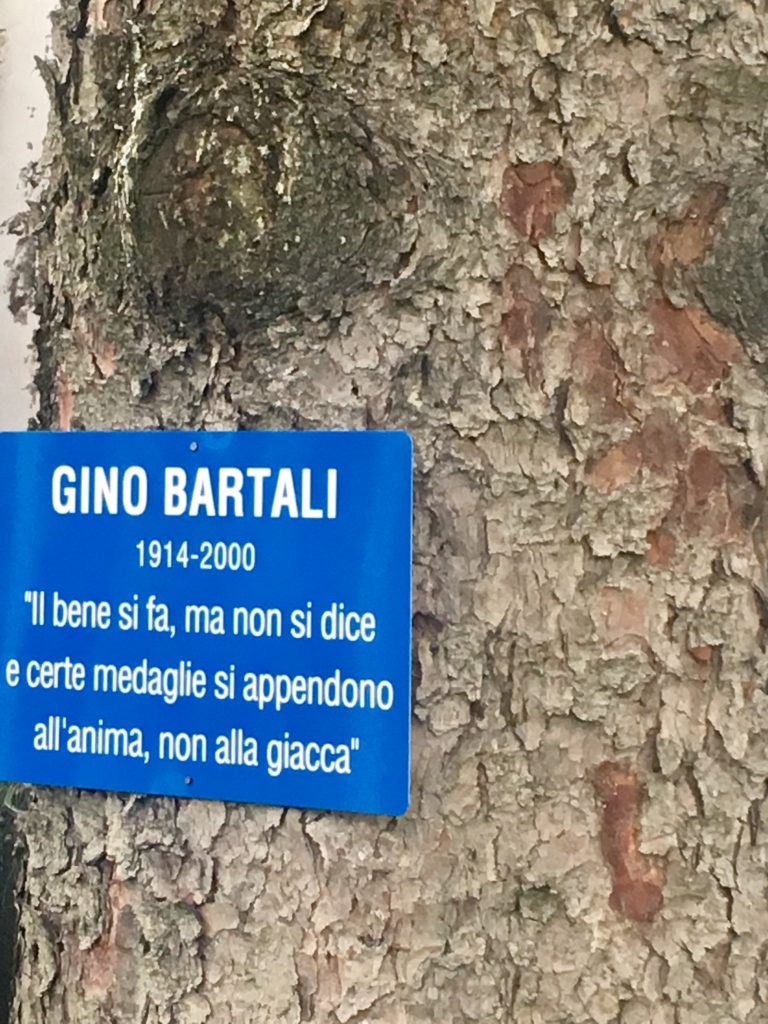 GINO BARTALI
1914-2000
"Il bene si fa, ma non si dice
e certe medaglie si appendono
all'anima, non alla giacca"